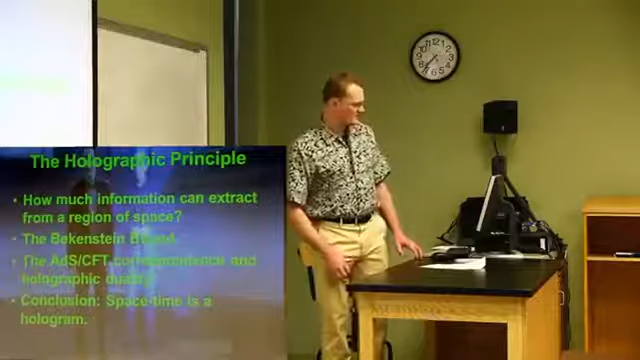 The Holographic Principle
• How much information can extract
from a region of space?
• The Bekenstein Bound.
• The AdS/CFT correspondence and
holographic duality.
• Conclusion: Space-time is a
hologram.